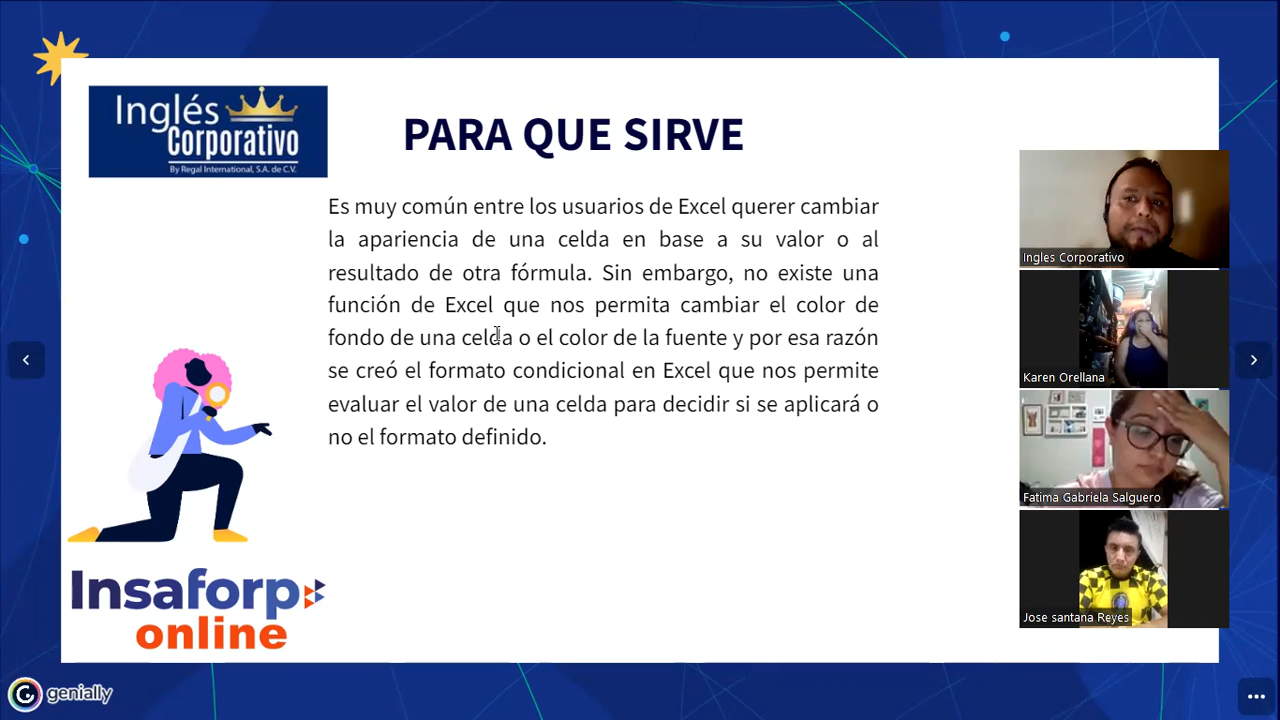 Inglés
Corporativo
By Regal International, S.A. de C.V.
PARA QUE SIRVE
Es muy común entre los usuarios de Excel querer cambiar
la apariencia de una celda en base a su valor o al
resultado de otra fórmula. Sin embargo, no existe una
función de Excel que nos permita cambiar el color de
fondo de una celda o el color de la fuente y por esa razón
se creó el formato condicional en Excel que nos permite
evaluar el valor de una celda para decidir si se aplicará o
no el formato definido.
Ingles Corporativo
Karen Orellana
Fatima Gabriela Salguero
Jose santana Reyes
Insaforp
online
genially